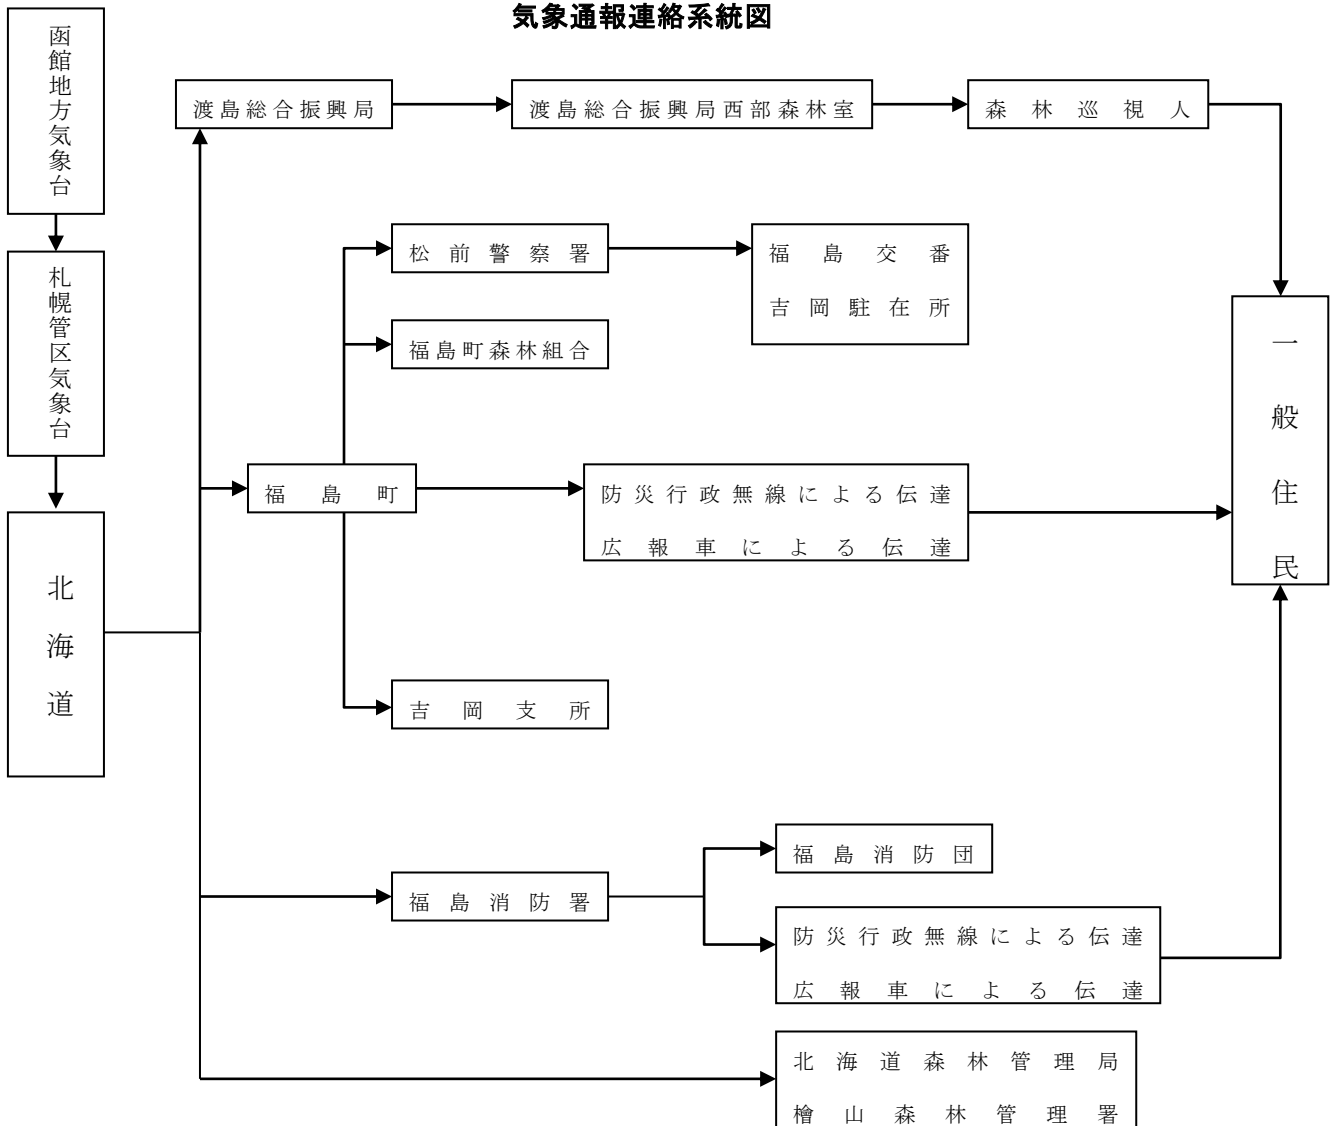 気象通報連絡系統図
函館地方気象台
札幌管区気象台
北海道
渡島総合振興局
渡島総合振興局西部森林室
森林巡視人
松前警察署
福島交番
吉岡駐在所
福島町森林組合
福島町
防災行政無線による伝達
広報車による伝達
一般住民
吉岡支所
福島消防署
福島消防団
防災行政無線による伝達
広報車による伝達
北海道森林管理局
檜山森林管理署